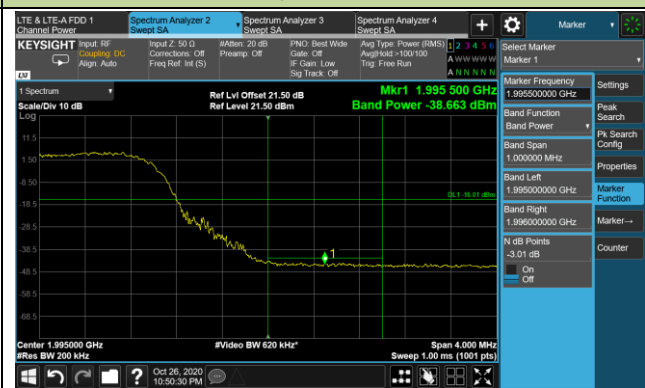 LTE & LTE-A FDD 1
Channel Power
Spectrum Analyzer 2
Swept SA
Spectrum Analyzer 3
Swept SA
Spectrum Analyzer 4
Swept SA
Marker
KEYSIGHT
Input: RF
Coupling: DC
Align: Auto
Input Z: 50 Ω
Corrections: Off
Freq Ref: Int (S)
#Atten: 20 dB
Preamp: Off
PNO: Best Wide
Gate: Off
IF Gain: Low
Sig Track: Off
Avg Type: Power (RMS)
Avg|Hold:>100/100
Trig: Free Run
1 2 3 4 5 6
A W W W W W
A N N N N N
LXI
Select Marker
Marker 1
1 Spectrum
Scale/Div 10 dB
Log
Ref Lvl Offset 21.50 dB
Ref Level 21.50 dBm
Mkr1 1.995 500 GHz
Band Power -38.663 dBm
11.5
1.50
-8.50
-18.5
-28.5
-38.5
-48.5
-58.5
-68.5
DL1 -16.01 dBm
1
Center 1.995000 GHz
#Res BW 200 kHz
#Video BW 620 kHz*
Span 4.000 MHz
Sweep 1.00 ms (1001 pts)
Marker Frequency
1.995500000 GHz
Band Function
Band Power
Band Span
1.000000 MHz
Band Left
1.995000000 GHz
Band Right
1.996000000 GHz
N dB Points
-3.01 dB
On
Off
Settings
Peak
Search
Pk Search
Config
Properties
Marker
Function
Marker→
Counter
?
Oct 26, 2020
10:50:30 PM